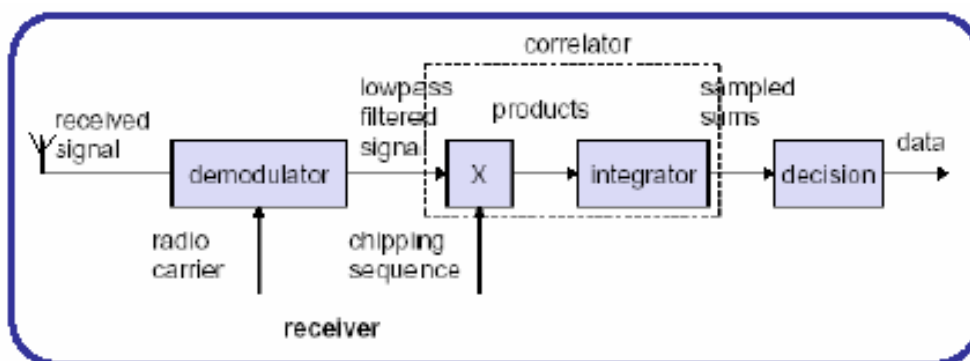 correlator
lowpass
filtered
signal
products
sampled
sums
received
signal
data
demodulator
X
integrator
decision
radio
carrier
chipping
sequence
receiver